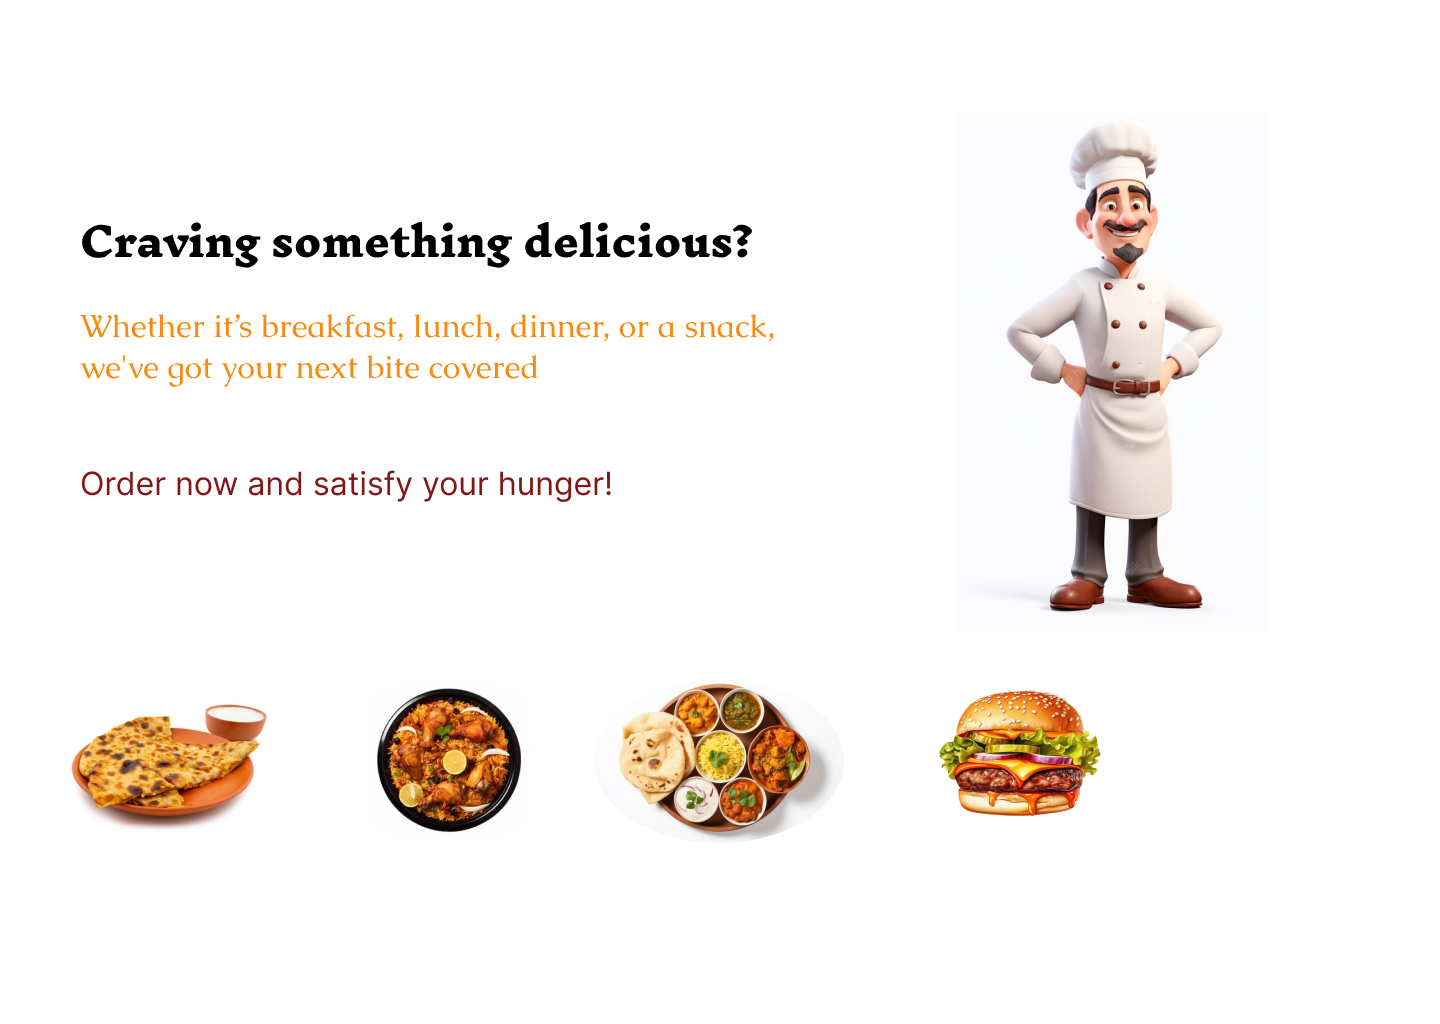 Craving something delicious?
Whether it’s breakfast, lunch, dinner, or a snack,
we've got your next bite covered
Order now and satisfy your hunger!